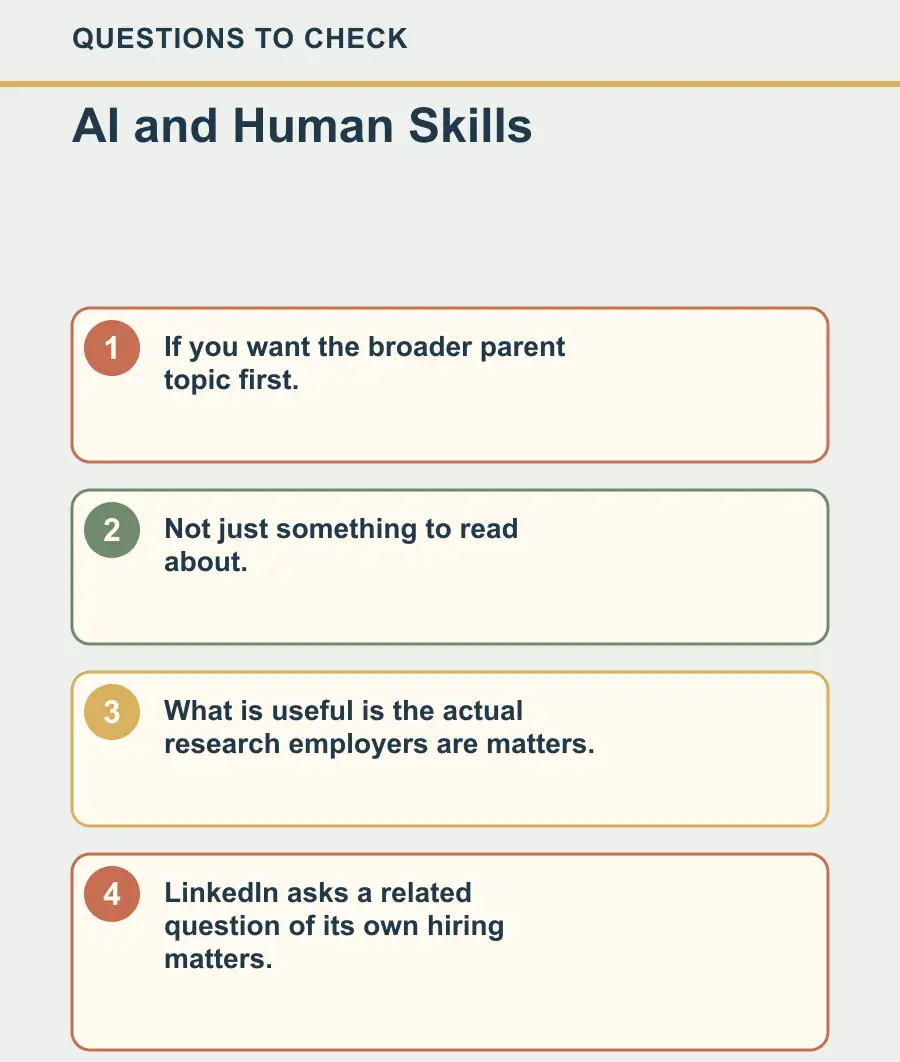 QUESTIONS TO CHECK
AI and Human Skills
1
If you want the broader parent
topic first.
2
Not just something to read
about.
3
What is useful is the actual
research employers are matters.
4
LinkedIn asks a related
question of its own hiring
matters.